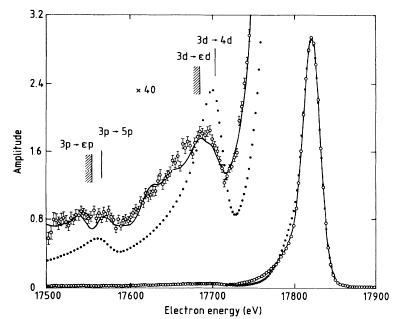 3.2
2.4
1.6
0.8
0
Amplitude
3d → 4d
3d → εd
× 40
3p → 5p
3p → εp
17500
17600
17700
17800
17900
Electron energy (eV)